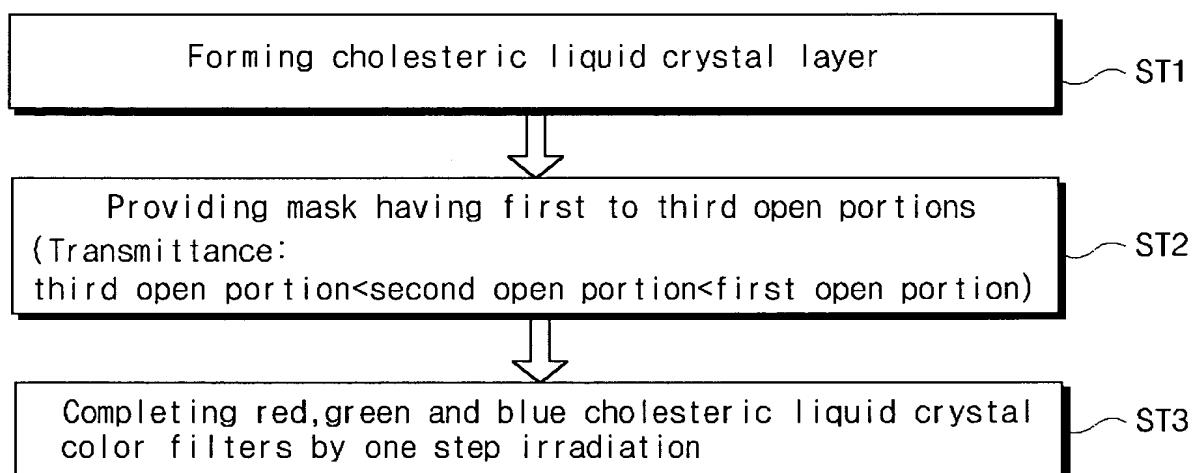 Forming cholesteric liquid crystal layer
ST1
Providing mask having first to third open portions
(Transmittance:
third open portion<second open portion<first open portion)
ST2
Completing red,green and blue cholesteric liquid crystal
color filters by one step irradiation
ST3